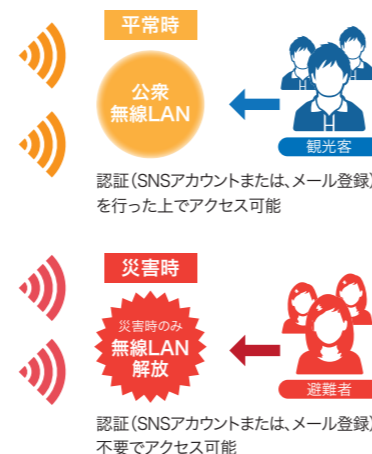 平常時
公衆
無線LAN
観光客
認証(SNSアカウントまたは、メール登録)
を行った上でアクセス可能
災害時
災害時のみ
無線LAN
解放
避難者
認証(SNSアカウントまたは、メール登録)
不要でアクセス可能